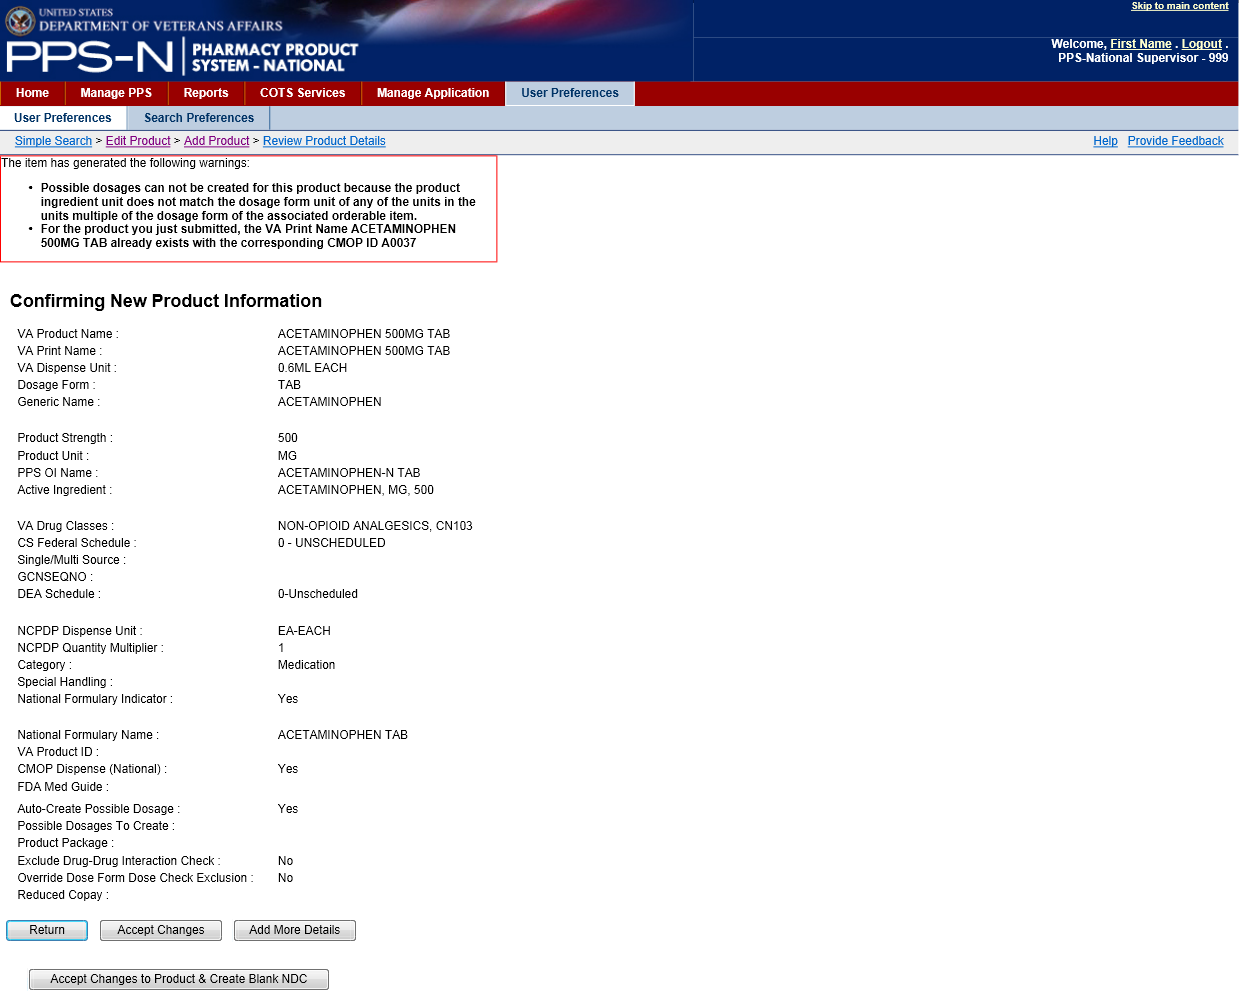 Skip to main content
UNITED STATES
DEPARTMENT OF VETERANS AFFAIRS
PPS-N PHARMACY PRODUCT SYSTEM - NATIONAL
Welcome, First Name . Logout .
PPS-National Supervisor - 999
Home Manage PPS Reports COTS Services Manage Application User Preferences
User Preferences Search Preferences
Simple Search > Edit Product > Add Product > Review Product Details Help Provide Feedback
The item has generated the following warnings:
• Possible dosages can not be created for this product because the product
ingredient unit does not match the dosage form unit of any of the units in the
units multiple of the dosage form of the associated orderable item.
• For the product you just submitted, the VA Print Name ACETAMINOPHEN
500MG TAB already exists with the corresponding CMOP ID A0037
Confirming New Product Information
VA Product Name : ACETAMINOPHEN 500MG TAB
VA Print Name : ACETAMINOPHEN 500MG TAB
VA Dispense Unit : 0.6ML EACH
Dosage Form : TAB
Generic Name : ACETAMINOPHEN
Product Strength : 500
Product Unit : MG
PPS OI Name : ACETAMINOPHEN-N TAB
Active Ingredient : ACETAMINOPHEN, MG, 500
VA Drug Classes : NON-OPIOID ANALGESICS, CN103
CS Federal Schedule : 0 - UNSCHEDULED
Single/Multi Source :
GCNSEQNO :
DEA Schedule : 0-Unscheduled
NCPDP Dispense Unit : EA-EACH
NCPDP Quantity Multiplier : 1
Category : Medication
Special Handling :
National Formulary Indicator : Yes
National Formulary Name : ACETAMINOPHEN TAB
VA Product ID :
CMOP Dispense (National) : Yes
FDA Med Guide :
Auto-Create Possible Dosage : Yes
Possible Dosages To Create :
Product Package :
Exclude Drug-Drug Interaction Check : No
Override Dose Form Dose Check Exclusion : No
Reduced Copay :
Return Accept Changes Add More Details
Accept Changes to Product & Create Blank NDC